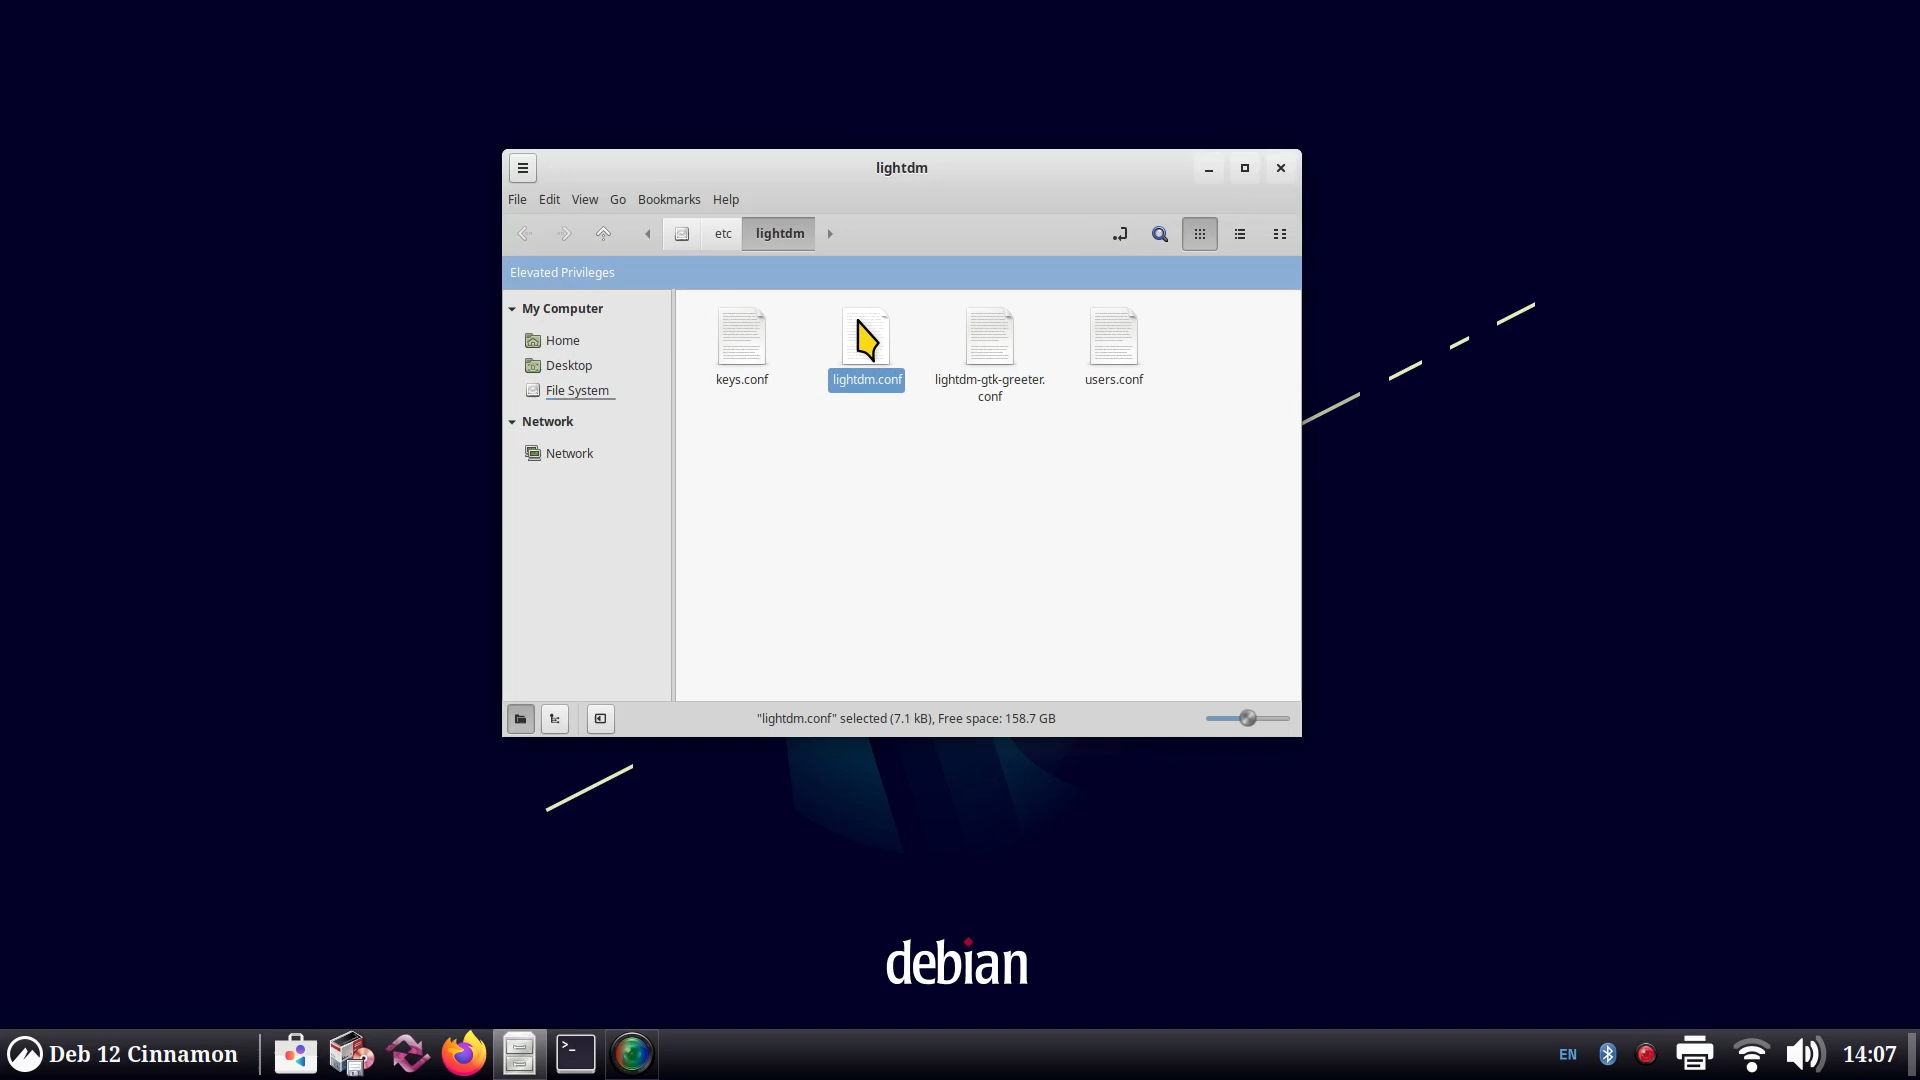 lightdm
File Edit View Go Bookmarks Help
etc lightdm
Elevated Privileges
My Computer
Home
Desktop
File System
Network
Network
keys.conf
lightdm.conf
lightdm-gtk-greeter.
conf
users.conf
"lightdm.conf" selected (7.1 kB), Free space: 158.7 GB
debian
Deb 12 Cinnamon
>_
EN
14:07